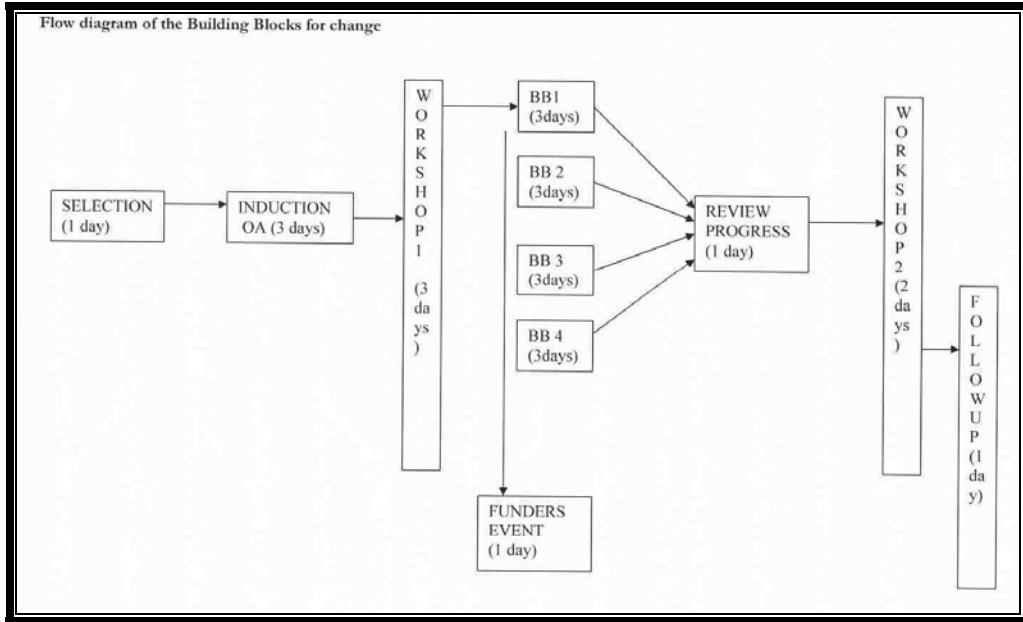 Flow diagram of the Building Blocks for change
SELECTION
(1 day)
INDUCTION
OA (3 days)
W
O
R
K
S
H
O
P
1
(3
da
ys
)
BB1
(3days)
BB 2
(3days)
BB 3
(3days)
BB 4
(3days)
FUNDERS
EVENT
(1 day)
REVIEW
PROGRESS
(1 day)
W
O
R
K
S
H
O
P
2
(2
da
ys
)
F
O
L
L
O
W
U
P
(1
da
y)